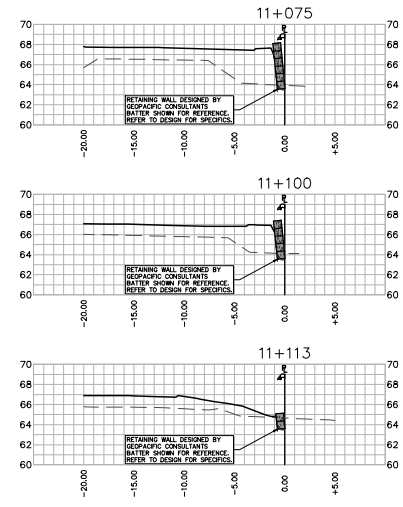 11+075
PL
70 70
68 68
66 66
64 64
62 62
60 60
RETAINING WALL DESIGNED BY
GEOPACIFIC CONSULTANTS
BATTER SHOWN FOR REFERENCE.
REFER TO DESIGN FOR SPECIFICS.
-20.00 -15.00 -10.00 -5.00 0.00 +5.00
11+100
PL
70 70
68 68
66 66
64 64
62 62
60 60
RETAINING WALL DESIGNED BY
GEOPACIFIC CONSULTANTS
BATTER SHOWN FOR REFERENCE.
REFER TO DESIGN FOR SPECIFICS.
-20.00 -15.00 -10.00 -5.00 0.00 +5.00
11+113
PL
70 70
68 68
66 66
64 64
62 62
60 60
RETAINING WALL DESIGNED BY
GEOPACIFIC CONSULTANTS
BATTER SHOWN FOR REFERENCE.
REFER TO DESIGN FOR SPECIFICS.
-20.00 -15.00 -10.00 -5.00 0.00 +5.00